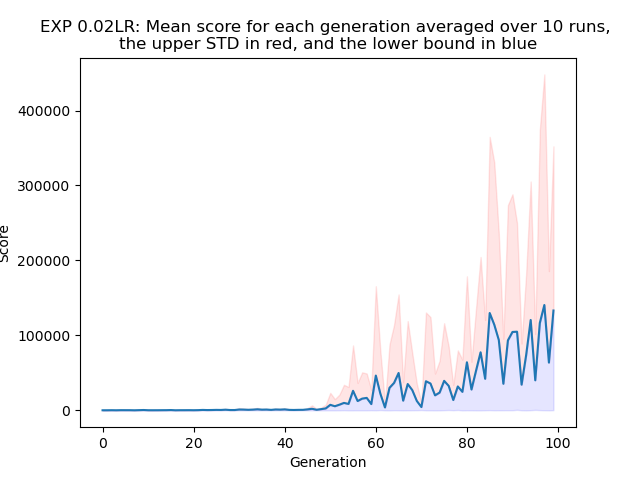 EXP 0.02LR: Mean score for each generation averaged over 10 runs,
the upper STD in red, and the lower bound in blue
400000
300000
200000
100000
0
Score
0 20 40 60 80 100
Generation